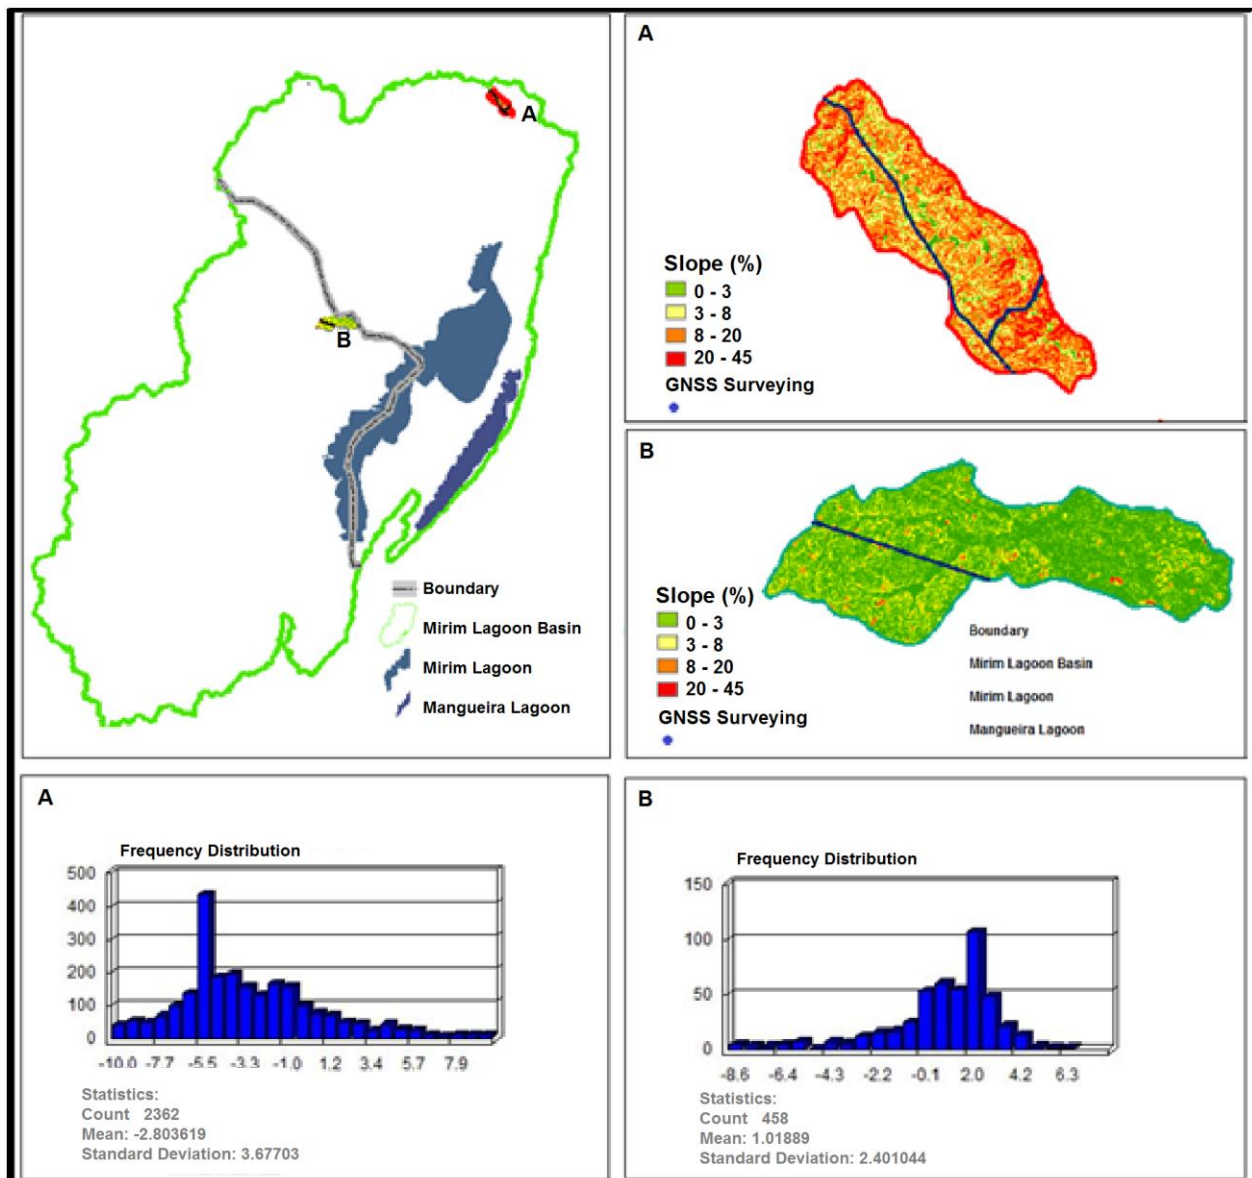 A
B
Boundary
Mirim Lagoon Basin
Mirim Lagoon
Mangueira Lagoon
A
Slope (%)
0 - 3
3 - 8
8 - 20
20 - 45
GNSS Surveying
B
Slope (%)
0 - 3
3 - 8
8 - 20
20 - 45
GNSS Surveying
Boundary
Mirim Lagoon Basin
Mirim Lagoon
Mangueira Lagoon
A
Frequency Distribution
500
400
300
200
100
0
-10.0 -7.7 -5.5 -3.3 -1.0 1.2 3.4 5.7 7.9
Statistics:
Count 2362
Mean: -2.803619
Standard Deviation: 3.67703
B
Frequency Distribution
150
100
50
0
-8.6 -6.4 -4.3 -2.2 -0.1 2.0 4.2 6.3
Statistics:
Count 458
Mean: 1.01889
Standard Deviation: 2.401044